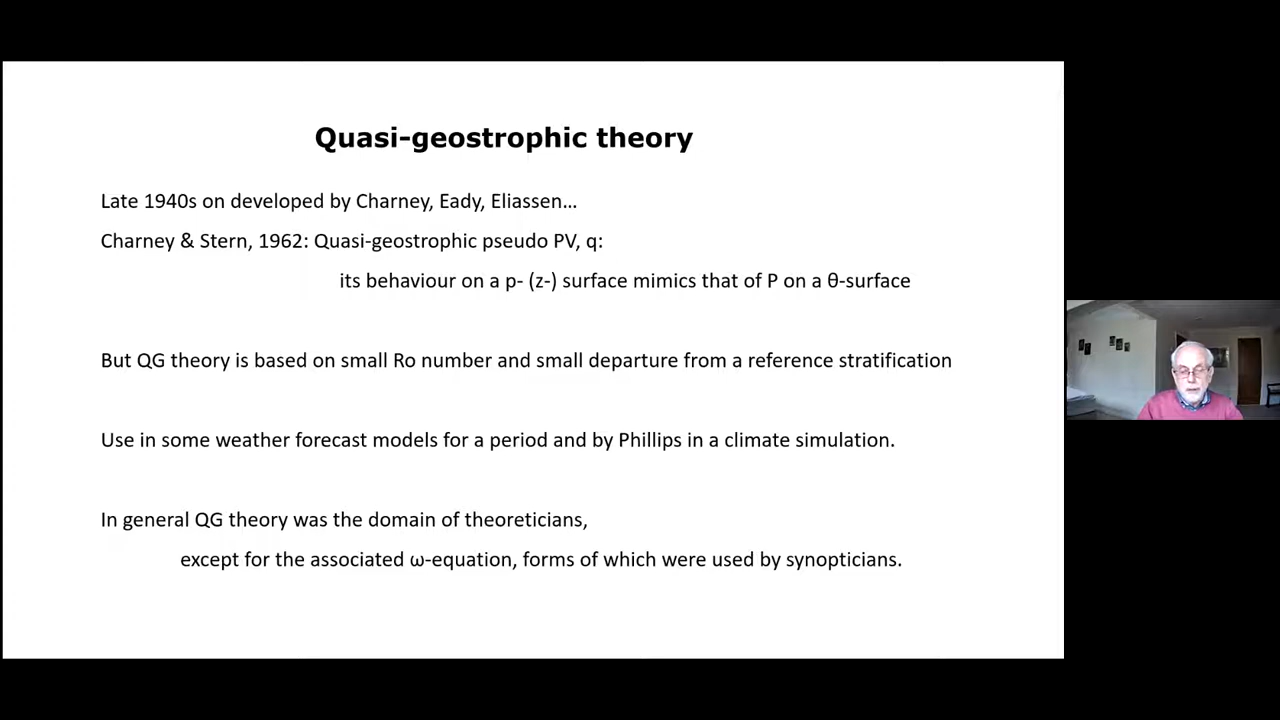 Quasi-geostrophic theory
Late 1940s on developed by Charney, Eady, Eliassen...
Charney & Stern, 1962: Quasi-geostrophic pseudo PV, q:
its behaviour on a p- (z-) surface mimics that of P on a θ-surface
But QG theory is based on small Ro number and small departure from a reference stratification
Use in some weather forecast models for a period and by Phillips in a climate simulation.
In general QG theory was the domain of theoreticians,
except for the associated ω-equation, forms of which were used by synopticians.